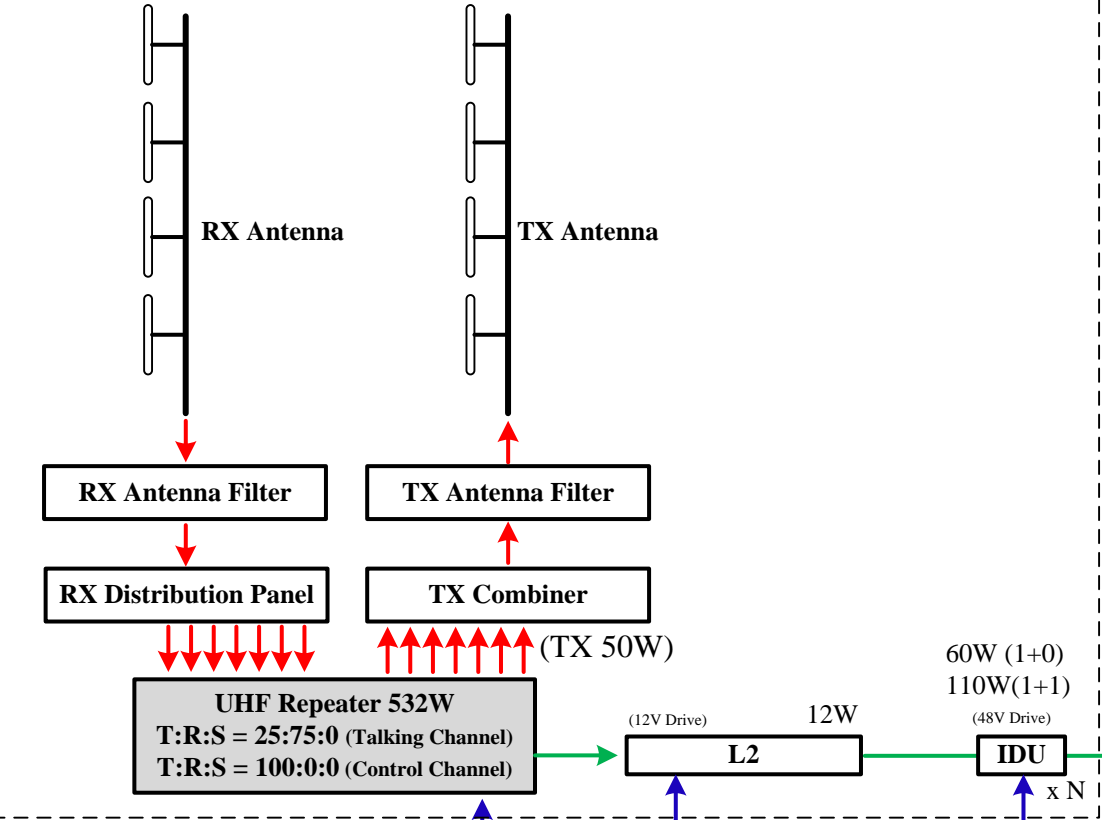 RX Antenna
TX Antenna
RX Antenna Filter
TX Antenna Filter
RX Distribution Panel
TX Combiner
(TX 50W)
UHF Repeater 532W
T:R:S = 25:75:0 (Talking Channel)
T:R:S = 100:0:0 (Control Channel)
(12V Drive)
12W
L2
60W (1+0)
110W(1+1)
(48V Drive)
IDU
x N